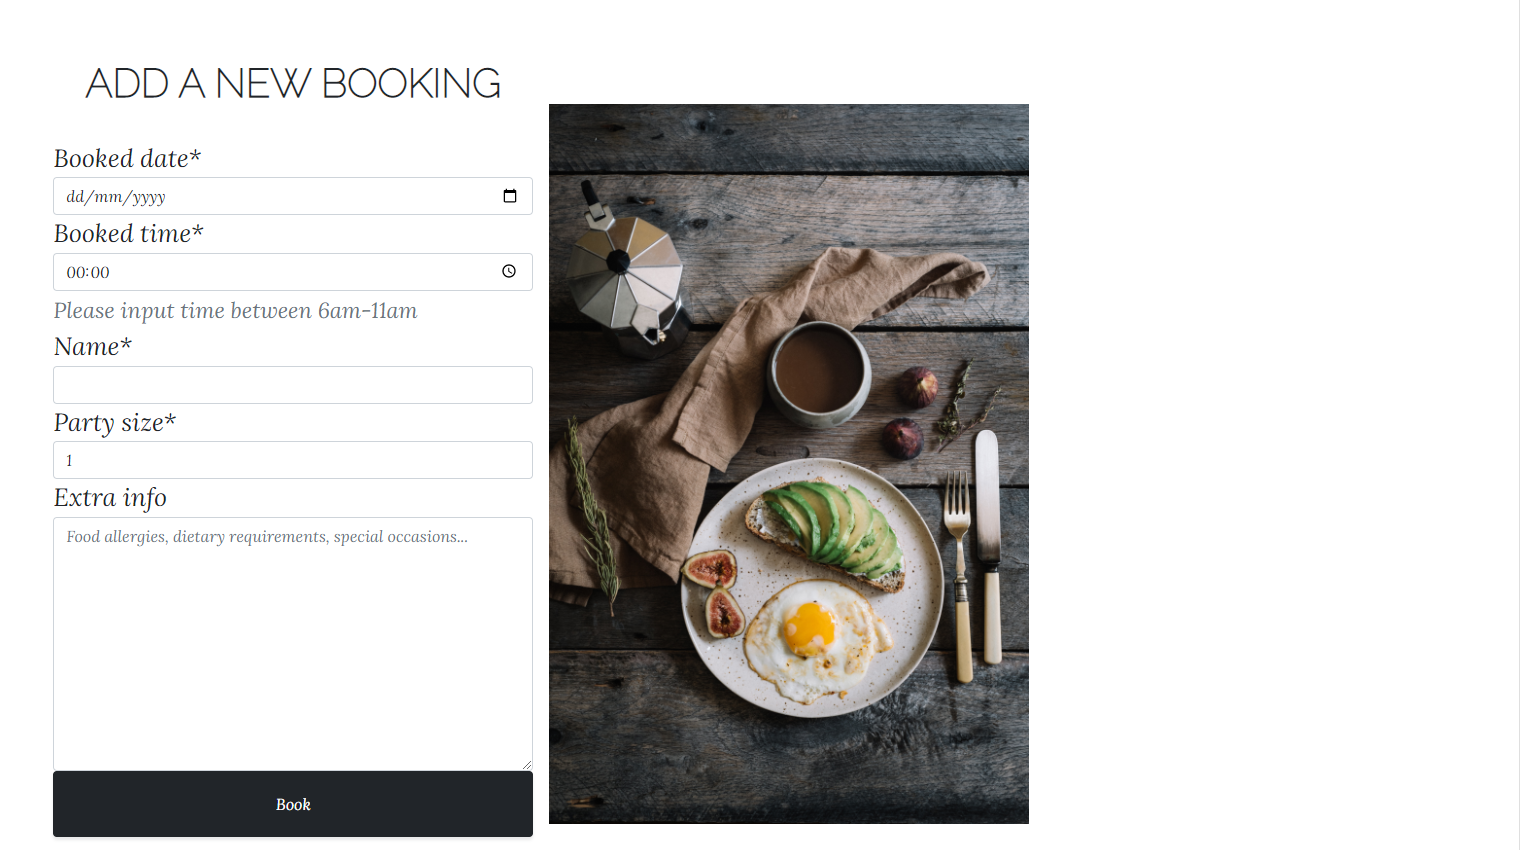 ADD A NEW BOOKING
Booked date*
dd/mm/yyyy
Booked time*
00:00
Please input time between 6am-11am
Name*
Party size*
1
Extra info
Food allergies, dietary requirements, special occasions...
Book